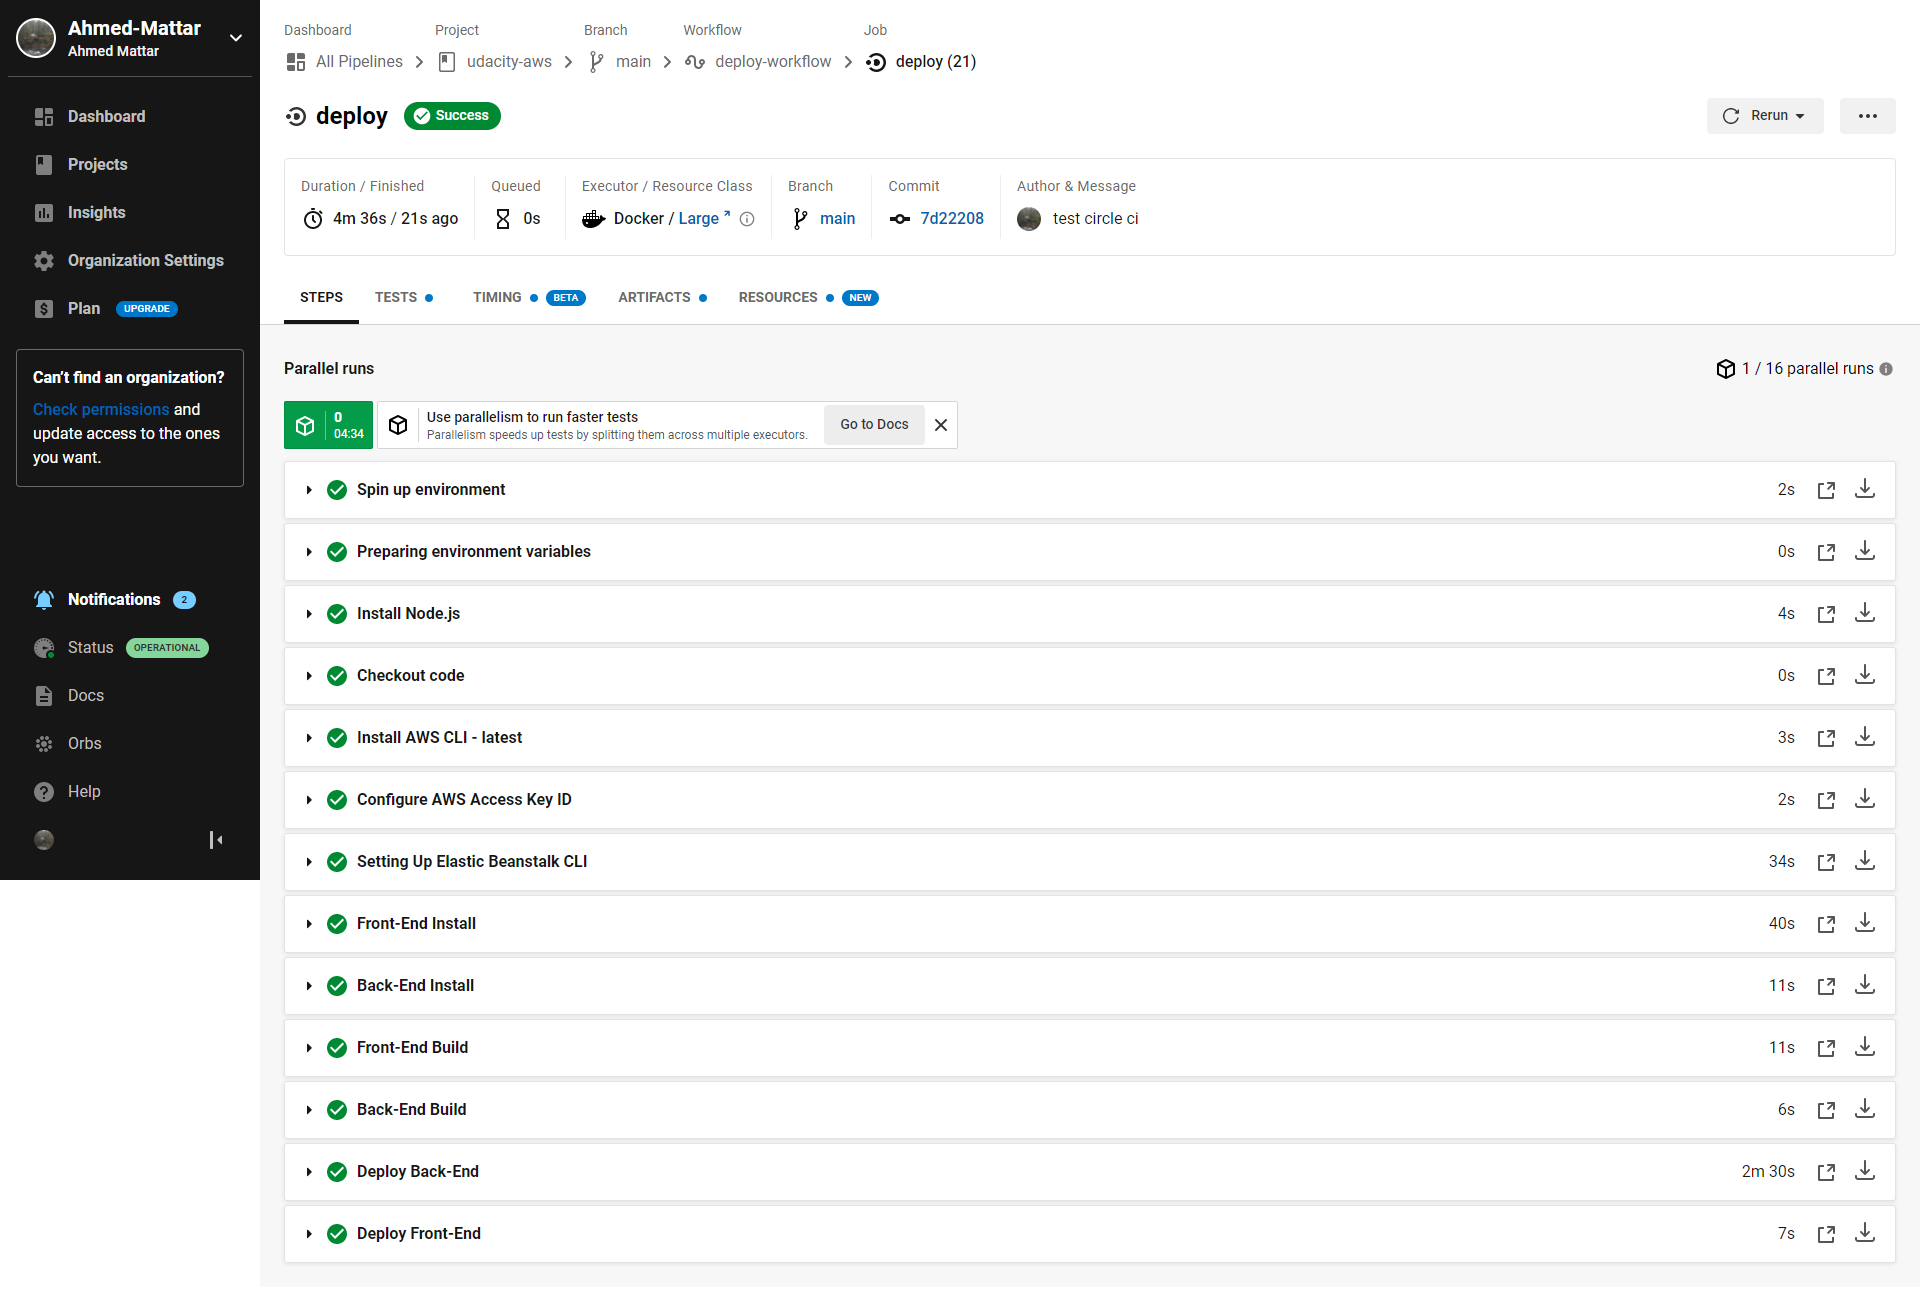 Ahmed-Mattar
Ahmed Mattar
Dashboard
Projects
Insights
Organization Settings
Plan UPGRADE
Can't find an organization?
Check permissions and
update access to the ones
you want.
Notifications 2
Status OPERATIONAL
Docs
Orbs
Help
Dashboard Project Branch Workflow Job
All Pipelines udacity-aws main deploy-workflow deploy (21)
deploy Success
Rerun
Duration / Finished Queued Executor / Resource Class Branch Commit Author & Message
4m 36s / 21s ago 0s Docker / Large main 7d22208 test circle ci
STEPS TESTS TIMING BETA ARTIFACTS RESOURCES NEW
Parallel runs 1 / 16 parallel runs
0
04:34
Use parallelism to run faster tests
Parallelism speeds up tests by splitting them across multiple executors.
Go to Docs
Spin up environment 2s
Preparing environment variables 0s
Install Node.js 4s
Checkout code 0s
Install AWS CLI - latest 3s
Configure AWS Access Key ID 2s
Setting Up Elastic Beanstalk CLI 34s
Front-End Install 40s
Back-End Install 11s
Front-End Build 11s
Back-End Build 6s
Deploy Back-End 2m 30s
Deploy Front-End 7s